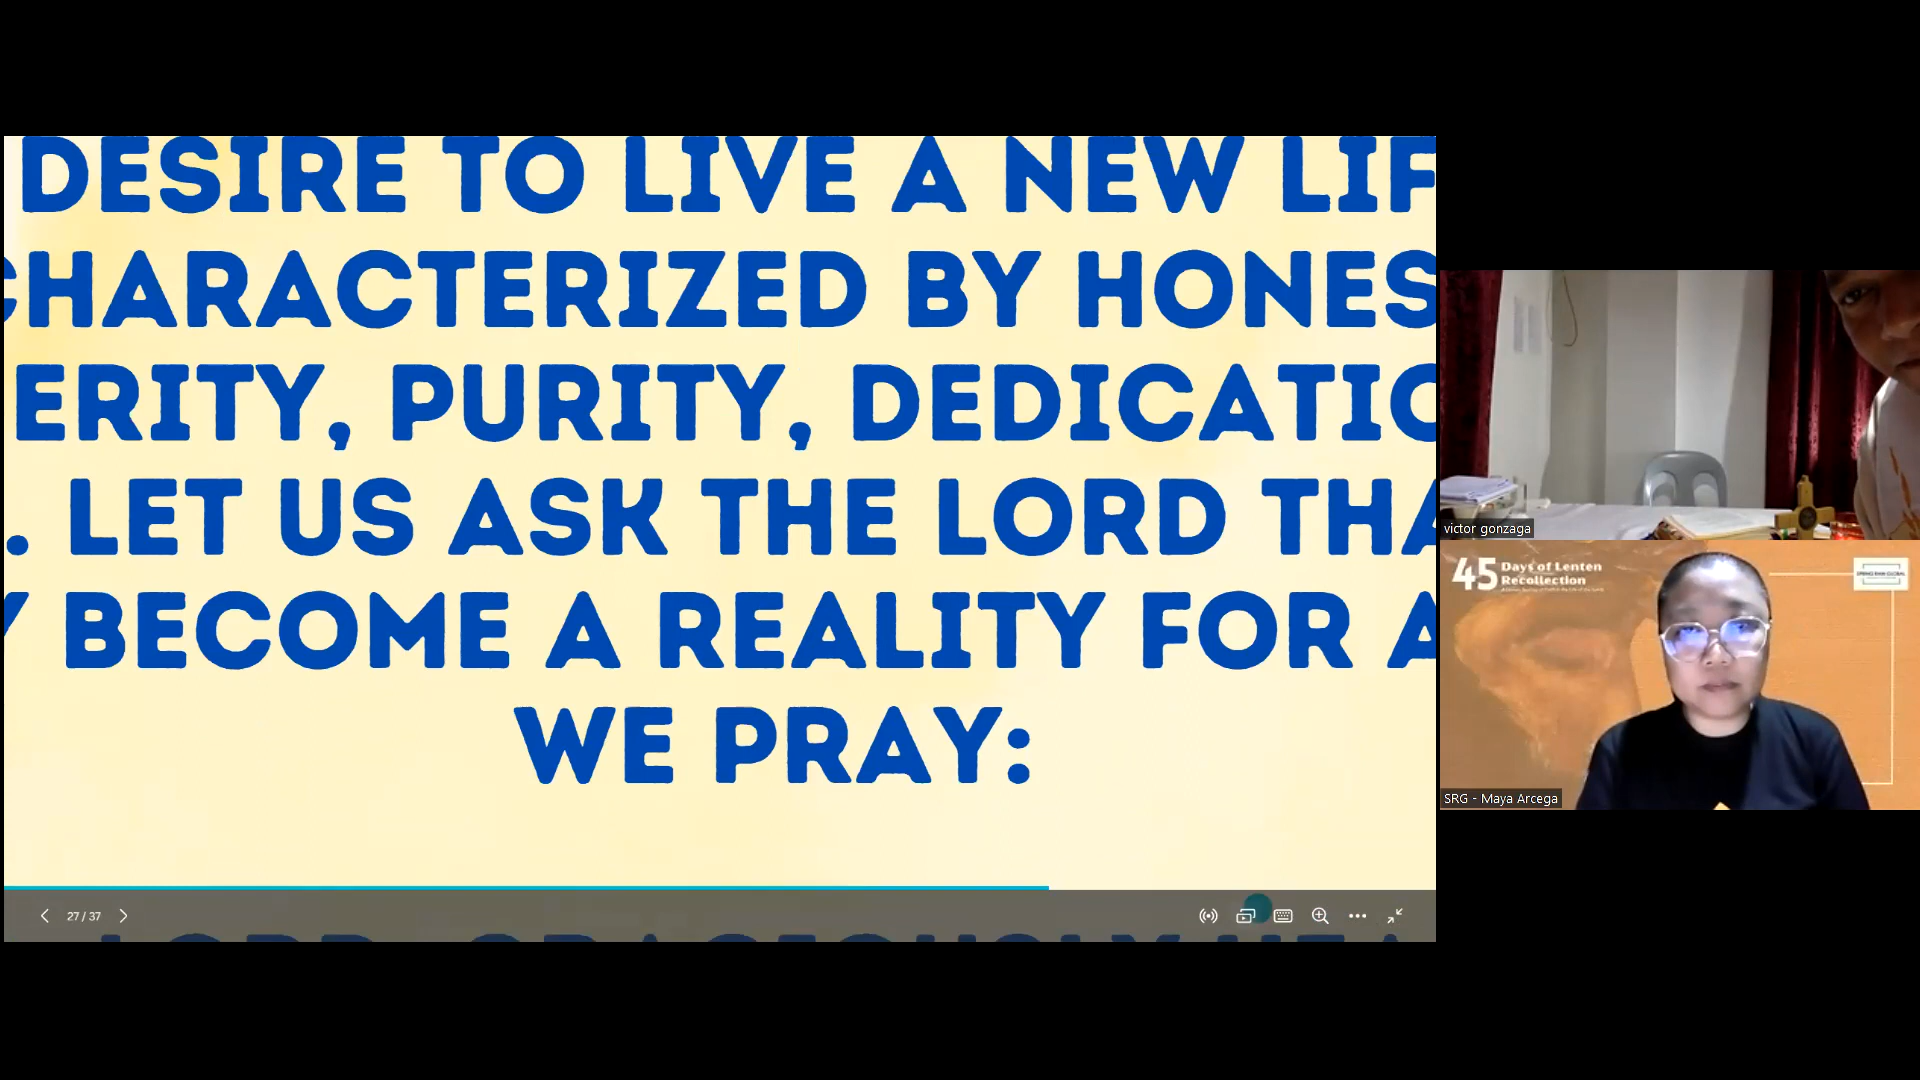 DESIRE TO LIVE A NEW LIF
CHARACTERIZED BY HONES
ERITY, PURITY, DEDICATIO
. LET US ASK THE LORD THA
Y BECOME A REALITY FOR A
WE PRAY:
27 / 37
victor gonzaga
45 Days of Lenten
Recollection
SRG - Maya Arcega